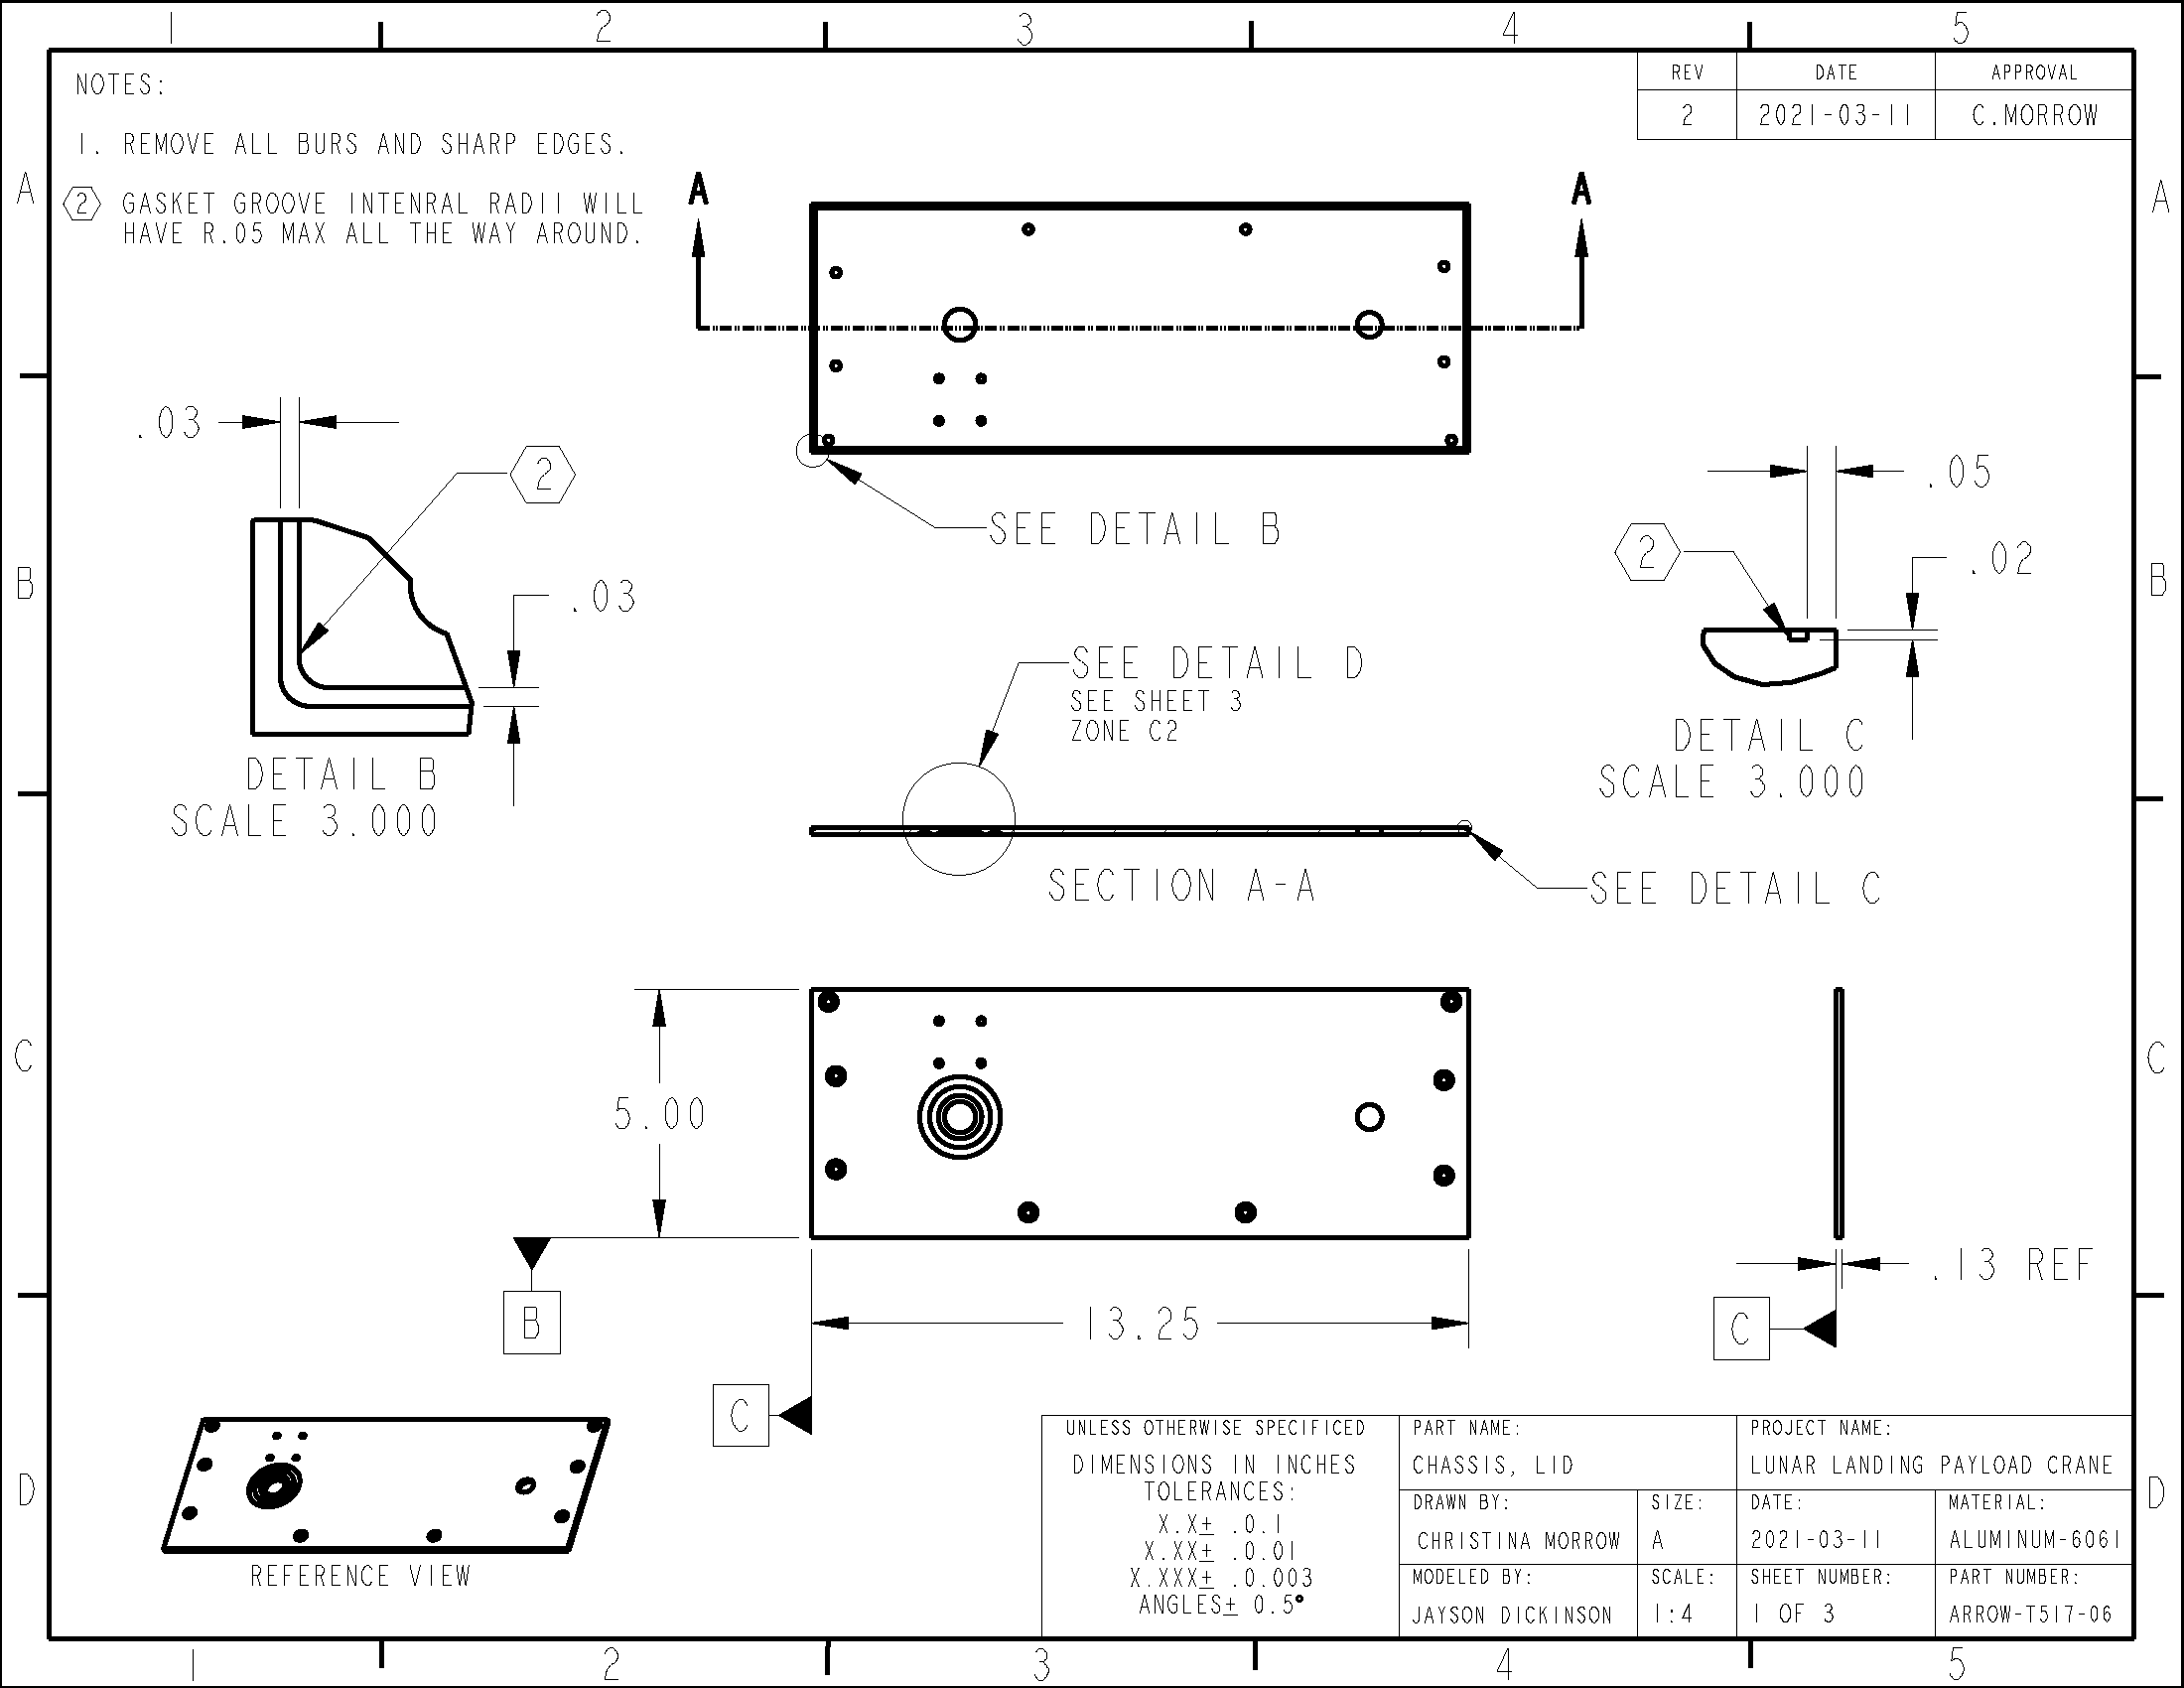 1 2 3 4 5
NOTES:
1. REMOVE ALL BURS AND SHARP EDGES.
2 GASKET GROOVE INTENRAL RADII WILL
HAVE R.05 MAX ALL THE WAY AROUND.
REV DATE APPROVAL
2 2021-03-11 C.MORROW
A A
A A
.03
2
SEE DETAIL B
.05
2
.02
B B
.03
DETAIL B
SCALE 3.000
SEE DETAIL D
SEE SHEET 3
ZONE C2
DETAIL C
SCALE 3.000
SECTION A-A
SEE DETAIL C
C C
5.00
B
13.25
C
.13 REF
C
D D
REFERENCE VIEW
UNLESS OTHERWISE SPECIFICED
DIMENSIONS IN INCHES
TOLERANCES:
X.X± .0.1
X.XX± .0.01
X.XXX± .0.003
ANGLES± 0.5°
PART NAME:
CHASSIS, LID
PROJECT NAME:
LUNAR LANDING PAYLOAD CRANE
DRAWN BY:
CHRISTINA MORROW
SIZE:
A
DATE:
2021-03-11
MATERIAL:
ALUMINUM-6061
MODELED BY:
JAYSON DICKINSON
SCALE:
1:4
SHEET NUMBER:
1 OF 3
PART NUMBER:
ARROW-T517-06
1 2 3 4 5